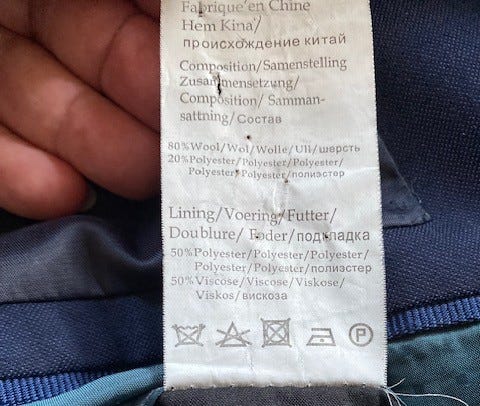 Fabrique'en Chine
Hem Kina'/
происхождение китай
Composition/Samenstelling
Zusammensetzung/
Composition/ Samman-
sattning/Состав
80%Wool/Wol/Wolle/Ull/шерсть
20%Polyester/Polyester/Polyester/
Polyester/Polyester/полиэстер
Lining/Voering/Futter/
Doublure/Foder/подкладка
50%Polyester/Polyester/Polyester/
Polyester/Polyester/полиэстер
50%Viscose/Viscose/Viskose/
Viskos/вискоза
P